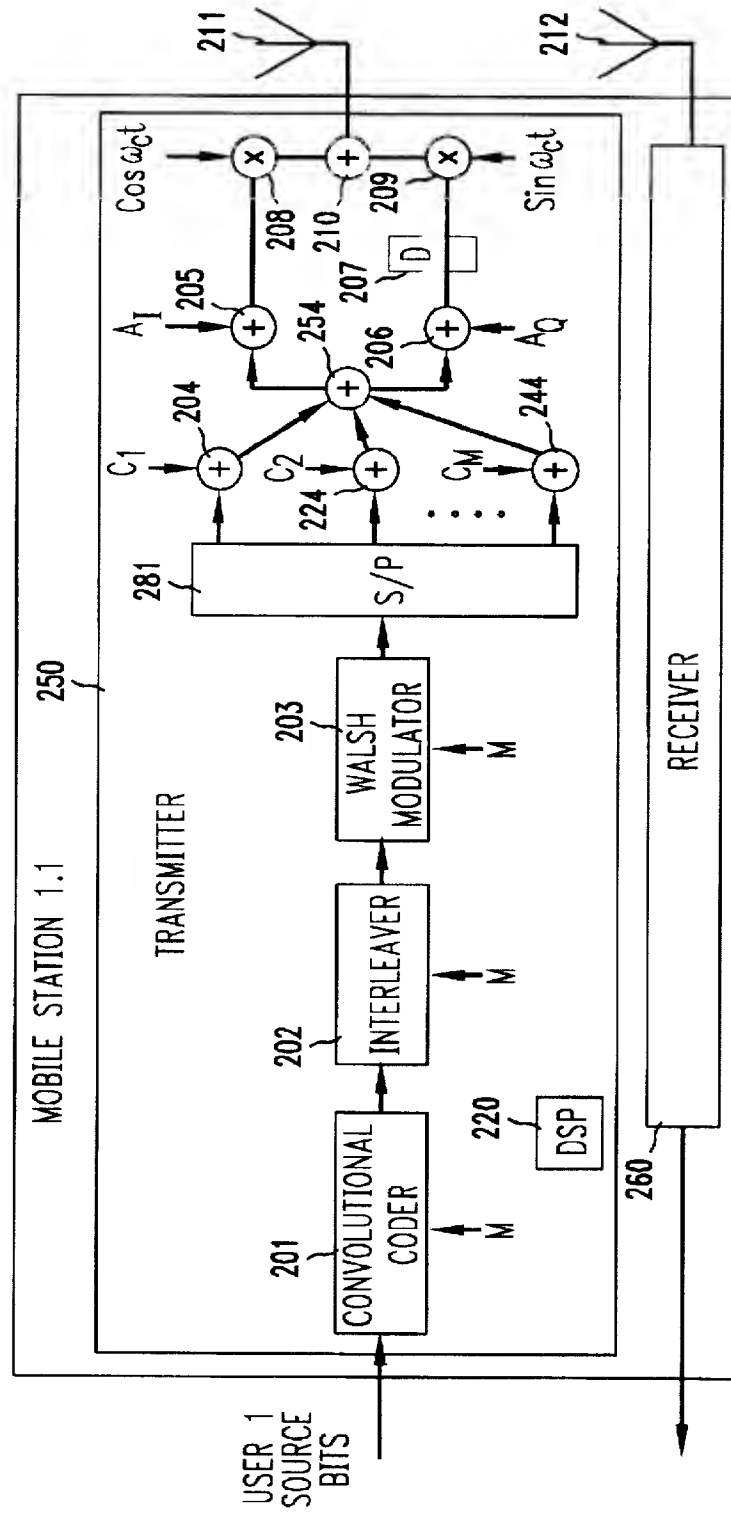 MOBILE STATION 1.1
250
TRANSMITTER
USER 1
SOURCE
BITS
201
CONVOLUTIONAL
CODER
M
202
INTERLEAVER
M
203
WALSH
MODULATOR
M
281
S/P
C1
204
+
C2
224
+
. . . .
CM
244
+
254
+
AI
205
+
206
+
AQ
207
D
Cos ωct
208
x
210
+
209
x
Sin ωct
211
220
DSP
260
RECEIVER
212